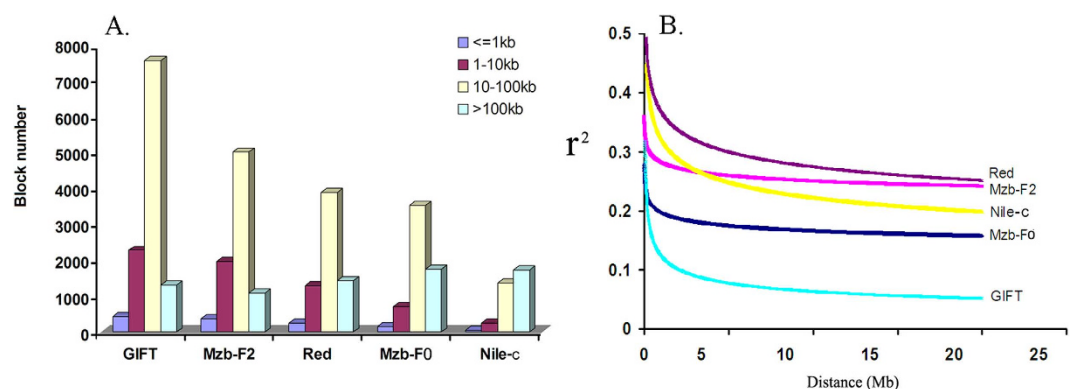 A.
<=1kb
1-10kb
10-100kb
>100kb
8000
7000
6000
5000
4000
3000
2000
1000
0
Block number
GIFT Mzb-F2 Red Mzb-F0 Nile-c
B.
0.5
0.4
0.3
0.2
0.1
0
r²
Red
Mzb-F2
Nile-c
Mzb-F0
GIFT
0 5 10 15 20 25
Distance (Mb)